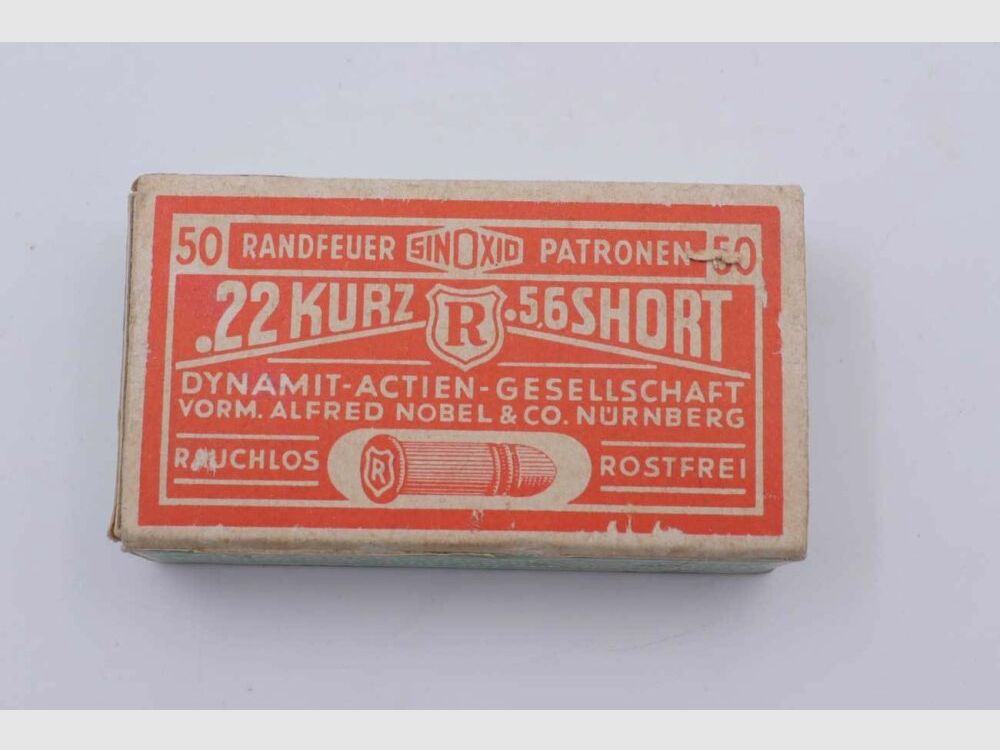 50 RANDFEUER SINOXID PATRONEN 50
.22 KURZ R .5,6 SHORT
DYNAMIT-ACTIEN-GESELLSCHAFT
VORM. ALFRED NOBEL & CO. NÜRNBERG
RAUCHLOS R ROSTFREI